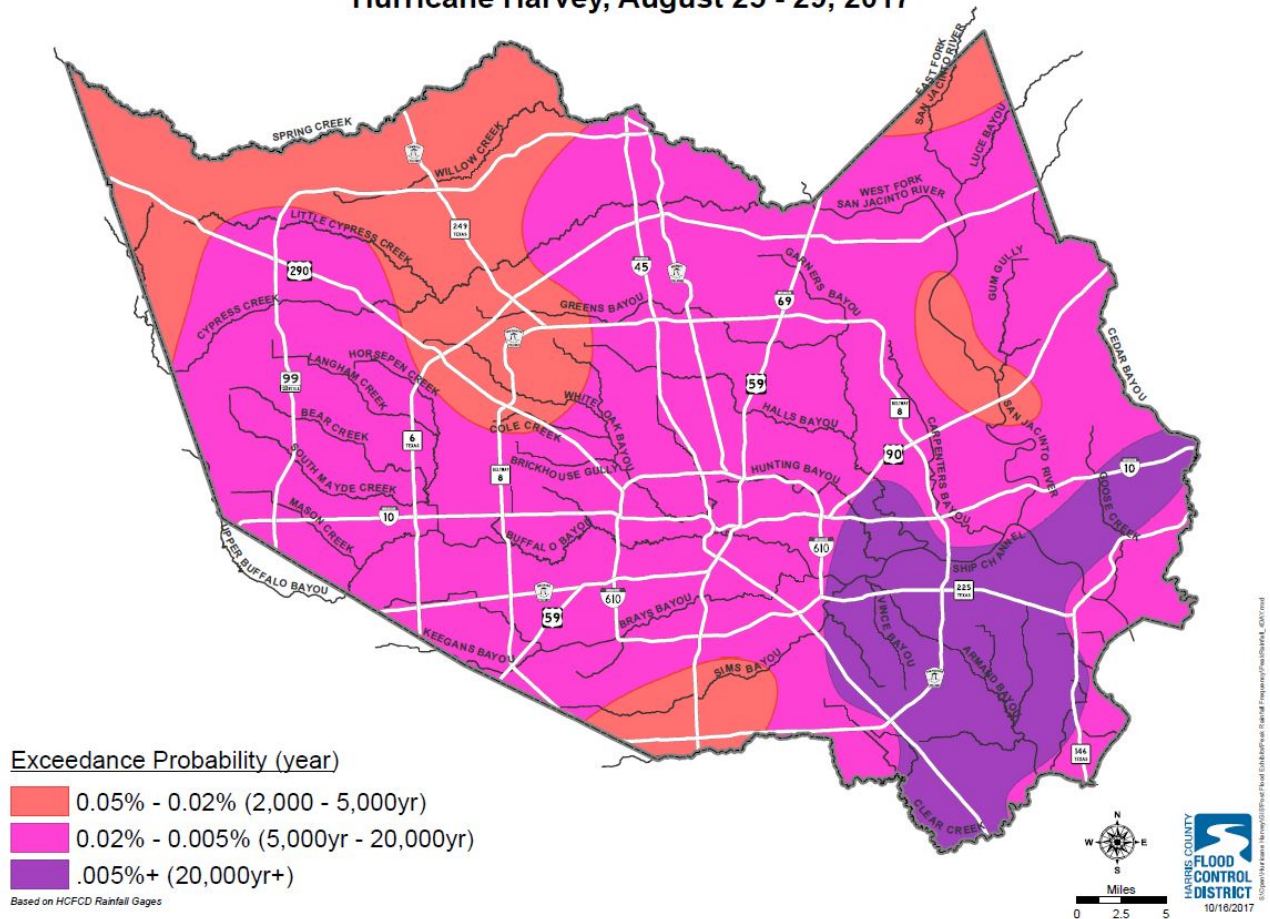 Hurricane Harvey, August 25 - 29, 2017
EAST FORK
SAN JACINTO RIVER
SPRING CREEK
WILLOW CREEK
LUCE BAYOU
WEST FORK
SAN JACINTO RIVER
LITTLE CYPRESS CREEK
249
TEXAS
290
45
GARNERS BAYOU
GUM GULLY
69
CYPRESS CREEK
GREENS BAYOU
CEDAR BAYOU
HORSEPEN CREEK
LANGHAM CREEK
99
59
WHITE OAK BAYOU
HALLS BAYOU
BELTWAY
8
SAN JACINTO RIVER
BEAR CREEK
6
TEXAS
COLE CREEK
CARPENTERS BAYOU
90
SOUTH MAYDE CREEK
BRICKHOUSE GULLY
BELTWAY
8
HUNTING BAYOU
10
GOOSE CREEK
MASON CREEK
10
BUFFALO BAYOU
610
SHIP CHANNEL
UPPER BUFFALO BAYOU
610
59
225
TEXAS
BRAYS BAYOU
VINCE BAYOU
KEEGANS BAYOU
SIMS BAYOU
ARMAND BAYOU
146
TEXAS
CLEAR CREEK
Exceedance Probability (year)
0.05% - 0.02% (2,000 - 5,000yr)
0.02% - 0.005% (5,000yr - 20,000yr)
.005%+ (20,000yr+)
Based on HCFCD Rainfall Gages
N
W E
S
Miles
0 2.5 5
HARRIS COUNTY
FLOOD
CONTROL
DISTRICT
10/16/2017